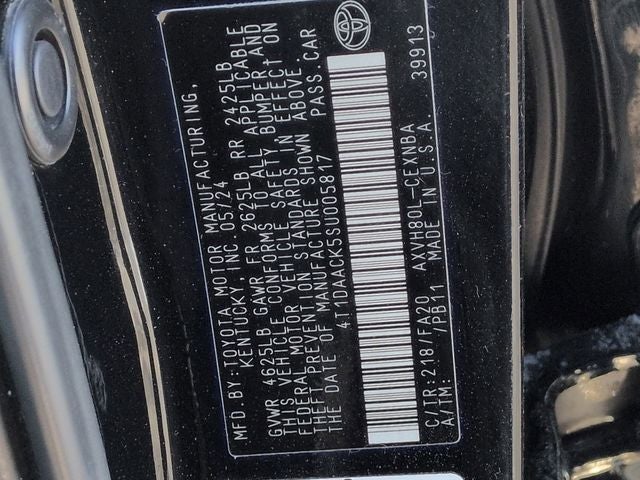 MFD. BY: TOYOTA MOTOR MANUFACTURING,
KENTUCKY, INC. 05/24
GVWR 4625LB GAWR FR 2625LB RR 2425LB
THIS VEHICLE CONFORMS TO ALL APPLICABLE
FEDERAL MOTOR VEHICLE SAFETY BUMPER, AND
THEFT PREVENTION STANDARDS IN EFFECT ON
THE DATE OF MANUFACTURE SHOWN ABOVE.
4T1DAACK5SU005817 PASS. CAR
C/TR: 218/FA20 AXVH80L-CEXNBA
A/TM: /PB11 MADE IN U.S.A. 39913